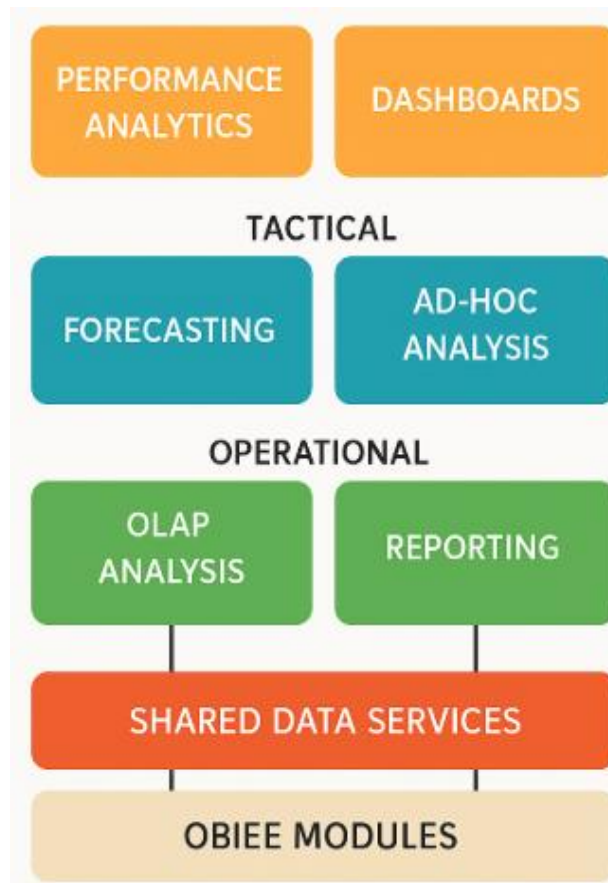 PERFORMANCE
ANALYTICS
DASHBOARDS
TACTICAL
FORECASTING
AD-HOC
ANALYSIS
OPERATIONAL
OLAP
ANALYSIS
REPORTING
SHARED DATA SERVICES
OBIEE MODULES